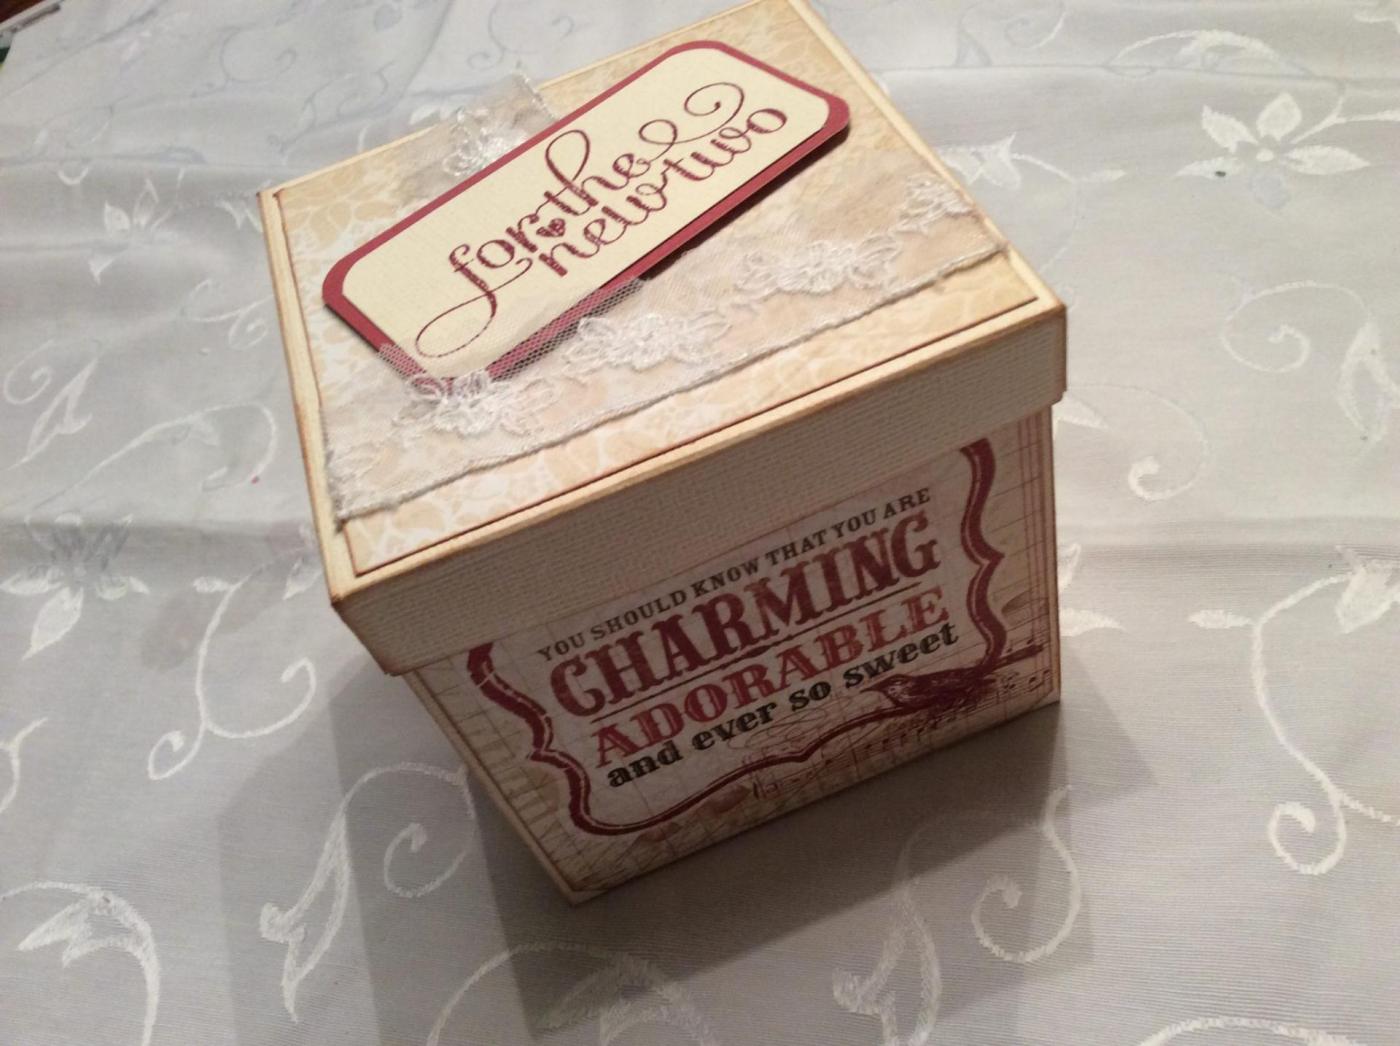 for the
new two
YOU SHOULD KNOW THAT YOU ARE
CHARMING
ADORABLE
and ever so sweet